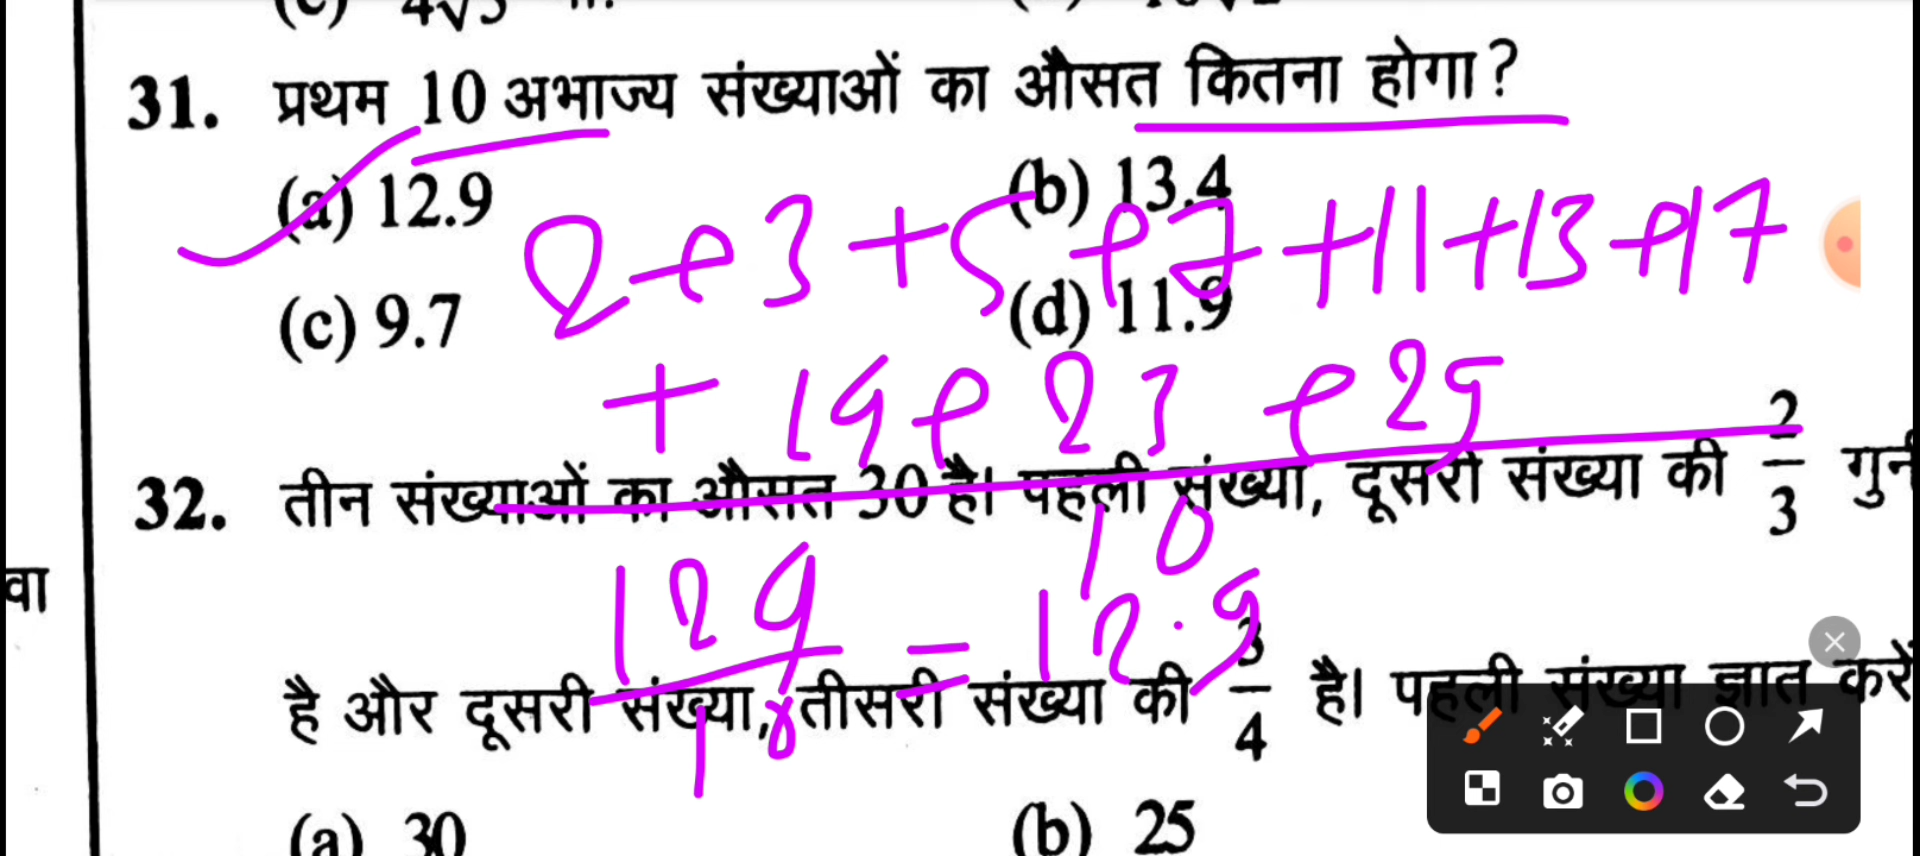 31. प्रथम 10 अभाज्य संख्याओं का औसत कितना होगा?
(a) 12.9 (b) 13.4
2+3+5+7+11+13+17
(c) 9.7 (d) 11.9
+19+23+29
32. तीन संख्याओं का औसत 30 है। पहली संख्या, दूसरी संख्या की 2/3
10
वा
129/10 = 12.9
है और दूसरी संख्या, तीसरी संख्या की 3/4 है। पहली संख्या ज्ञात करें
(a) 30 (b) 25